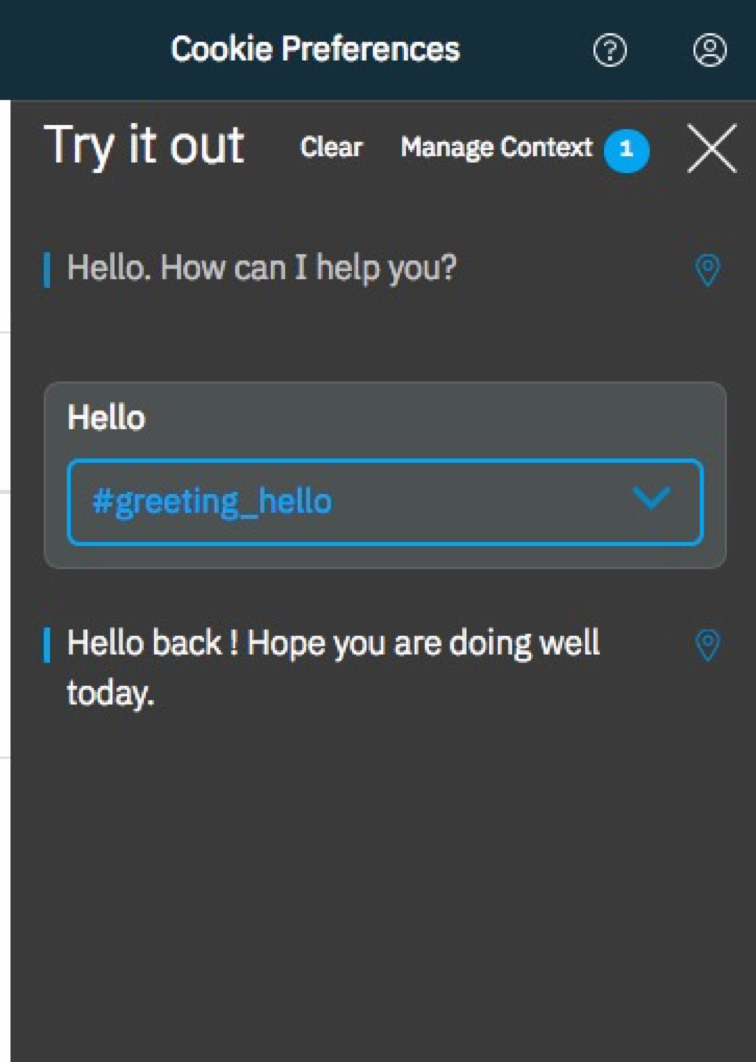 Cookie Preferences
Try it out Clear Manage Context 1
Hello. How can I help you?
Hello
#greeting_hello
Hello back ! Hope you are doing well
today.